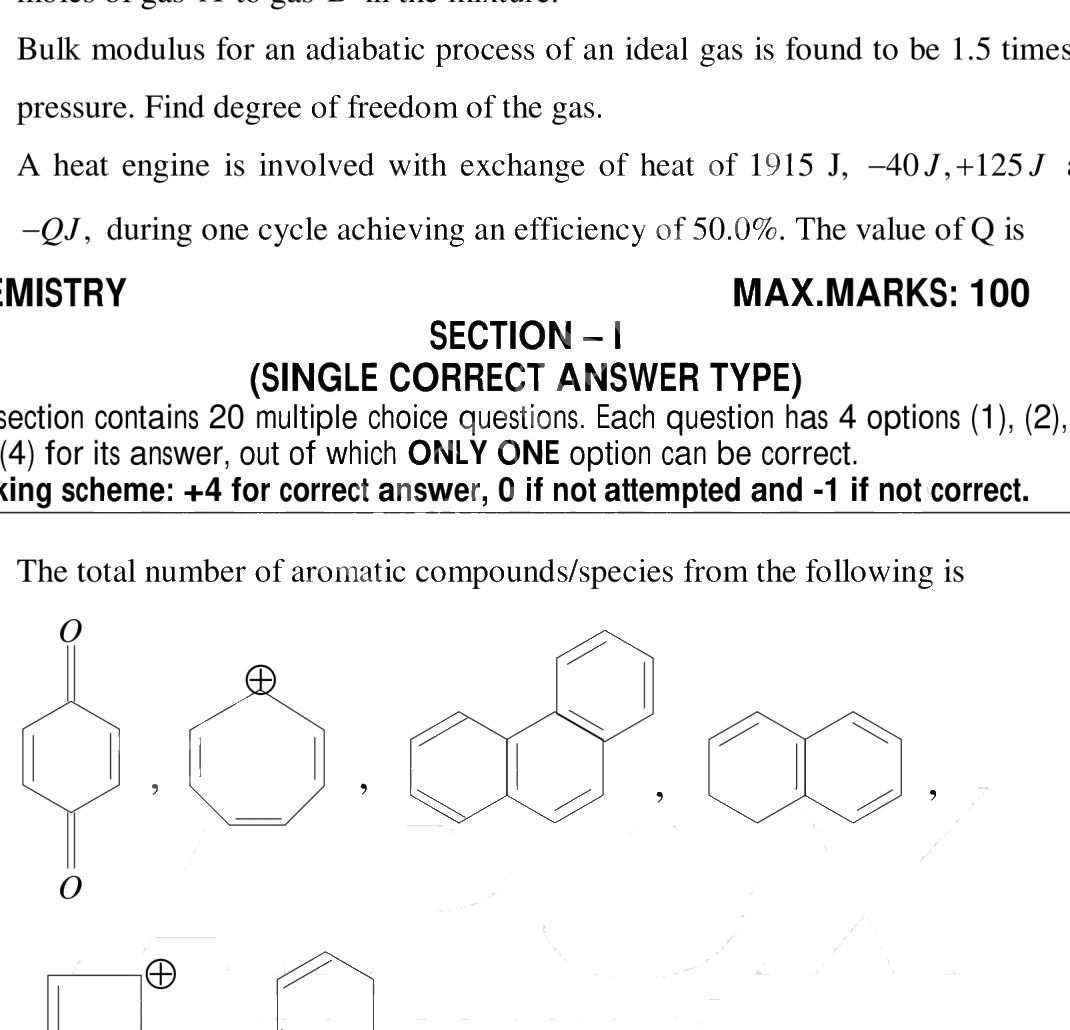 moles of gas 'A' to gas 'B' in the mixture.
Bulk modulus for an adiabatic process of an ideal gas is found to be 1.5 times
pressure. Find degree of freedom of the gas.
A heat engine is involved with exchange of heat of 1915 J, −40J,+125J
−QJ, during one cycle achieving an efficiency of 50.0%. The value of Q is
EMISTRY MAX.MARKS: 100
SECTION – I
(SINGLE CORRECT ANSWER TYPE)
section contains 20 multiple choice questions. Each question has 4 options (1), (2),
(4) for its answer, out of which ONLY ONE option can be correct.
king scheme: +4 for correct answer, 0 if not attempted and -1 if not correct.
The total number of aromatic compounds/species from the following is
O
⊕
, , , ,
O
⊕